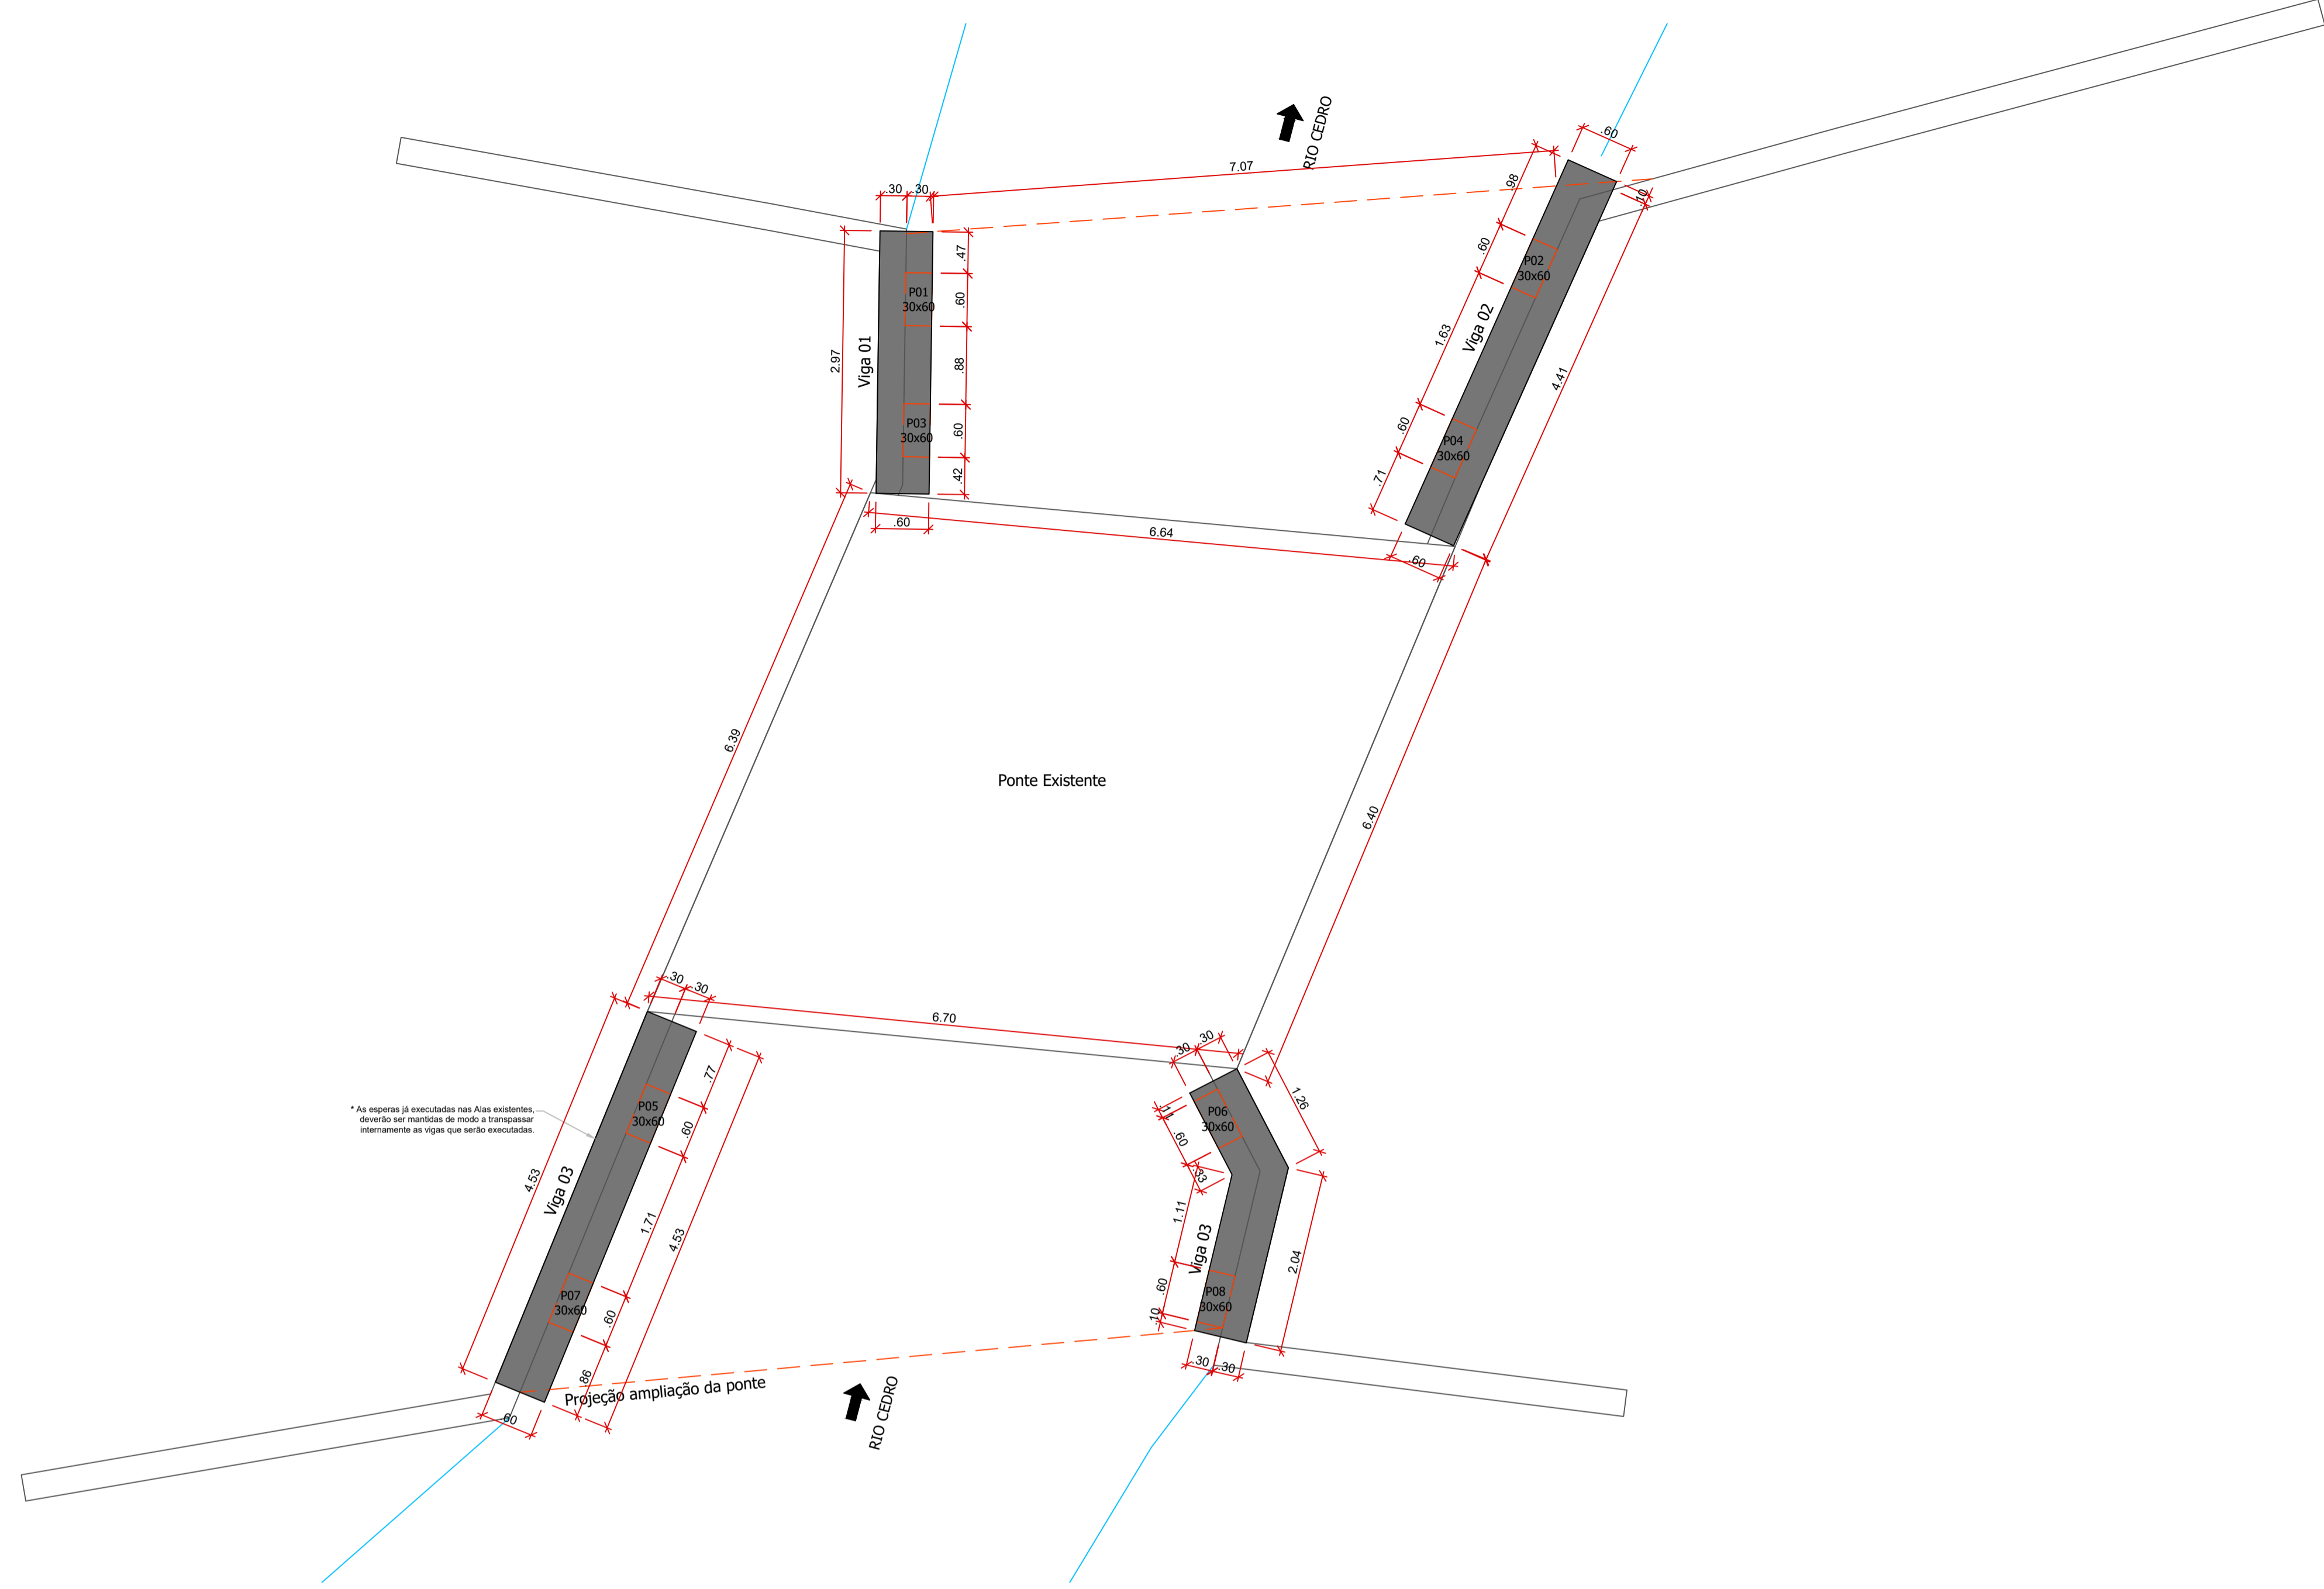 RIO CEDRO
.60
7.07
.98
.10
.30
.30
.47
P01
30x60
.60
2.97
Viga 01
.88
P03
30x60
.60
.42
.60
6.64
P02
30x60
.60
1.63
Viga 02
4.41
P04
30x60
.60
.71
.60
6.39
Ponte Existente
6.40
.30
.30
6.70
.77
P05
30x60
.60
* As esperas já executadas nas Alas existentes,
deverão ser mantidas de modo a transpassar
internamente as vigas que serão executadas.
4.53
Viga 03
1.71
4.53
P07
30x60
.60
.86
.60
Projeção ampliação da ponte
RIO CEDRO
.30
.30
1.26
.11
P06
30x60
.60
.33
1.11
Viga 03
2.04
P08
30x60
.60
.10
.30
.30